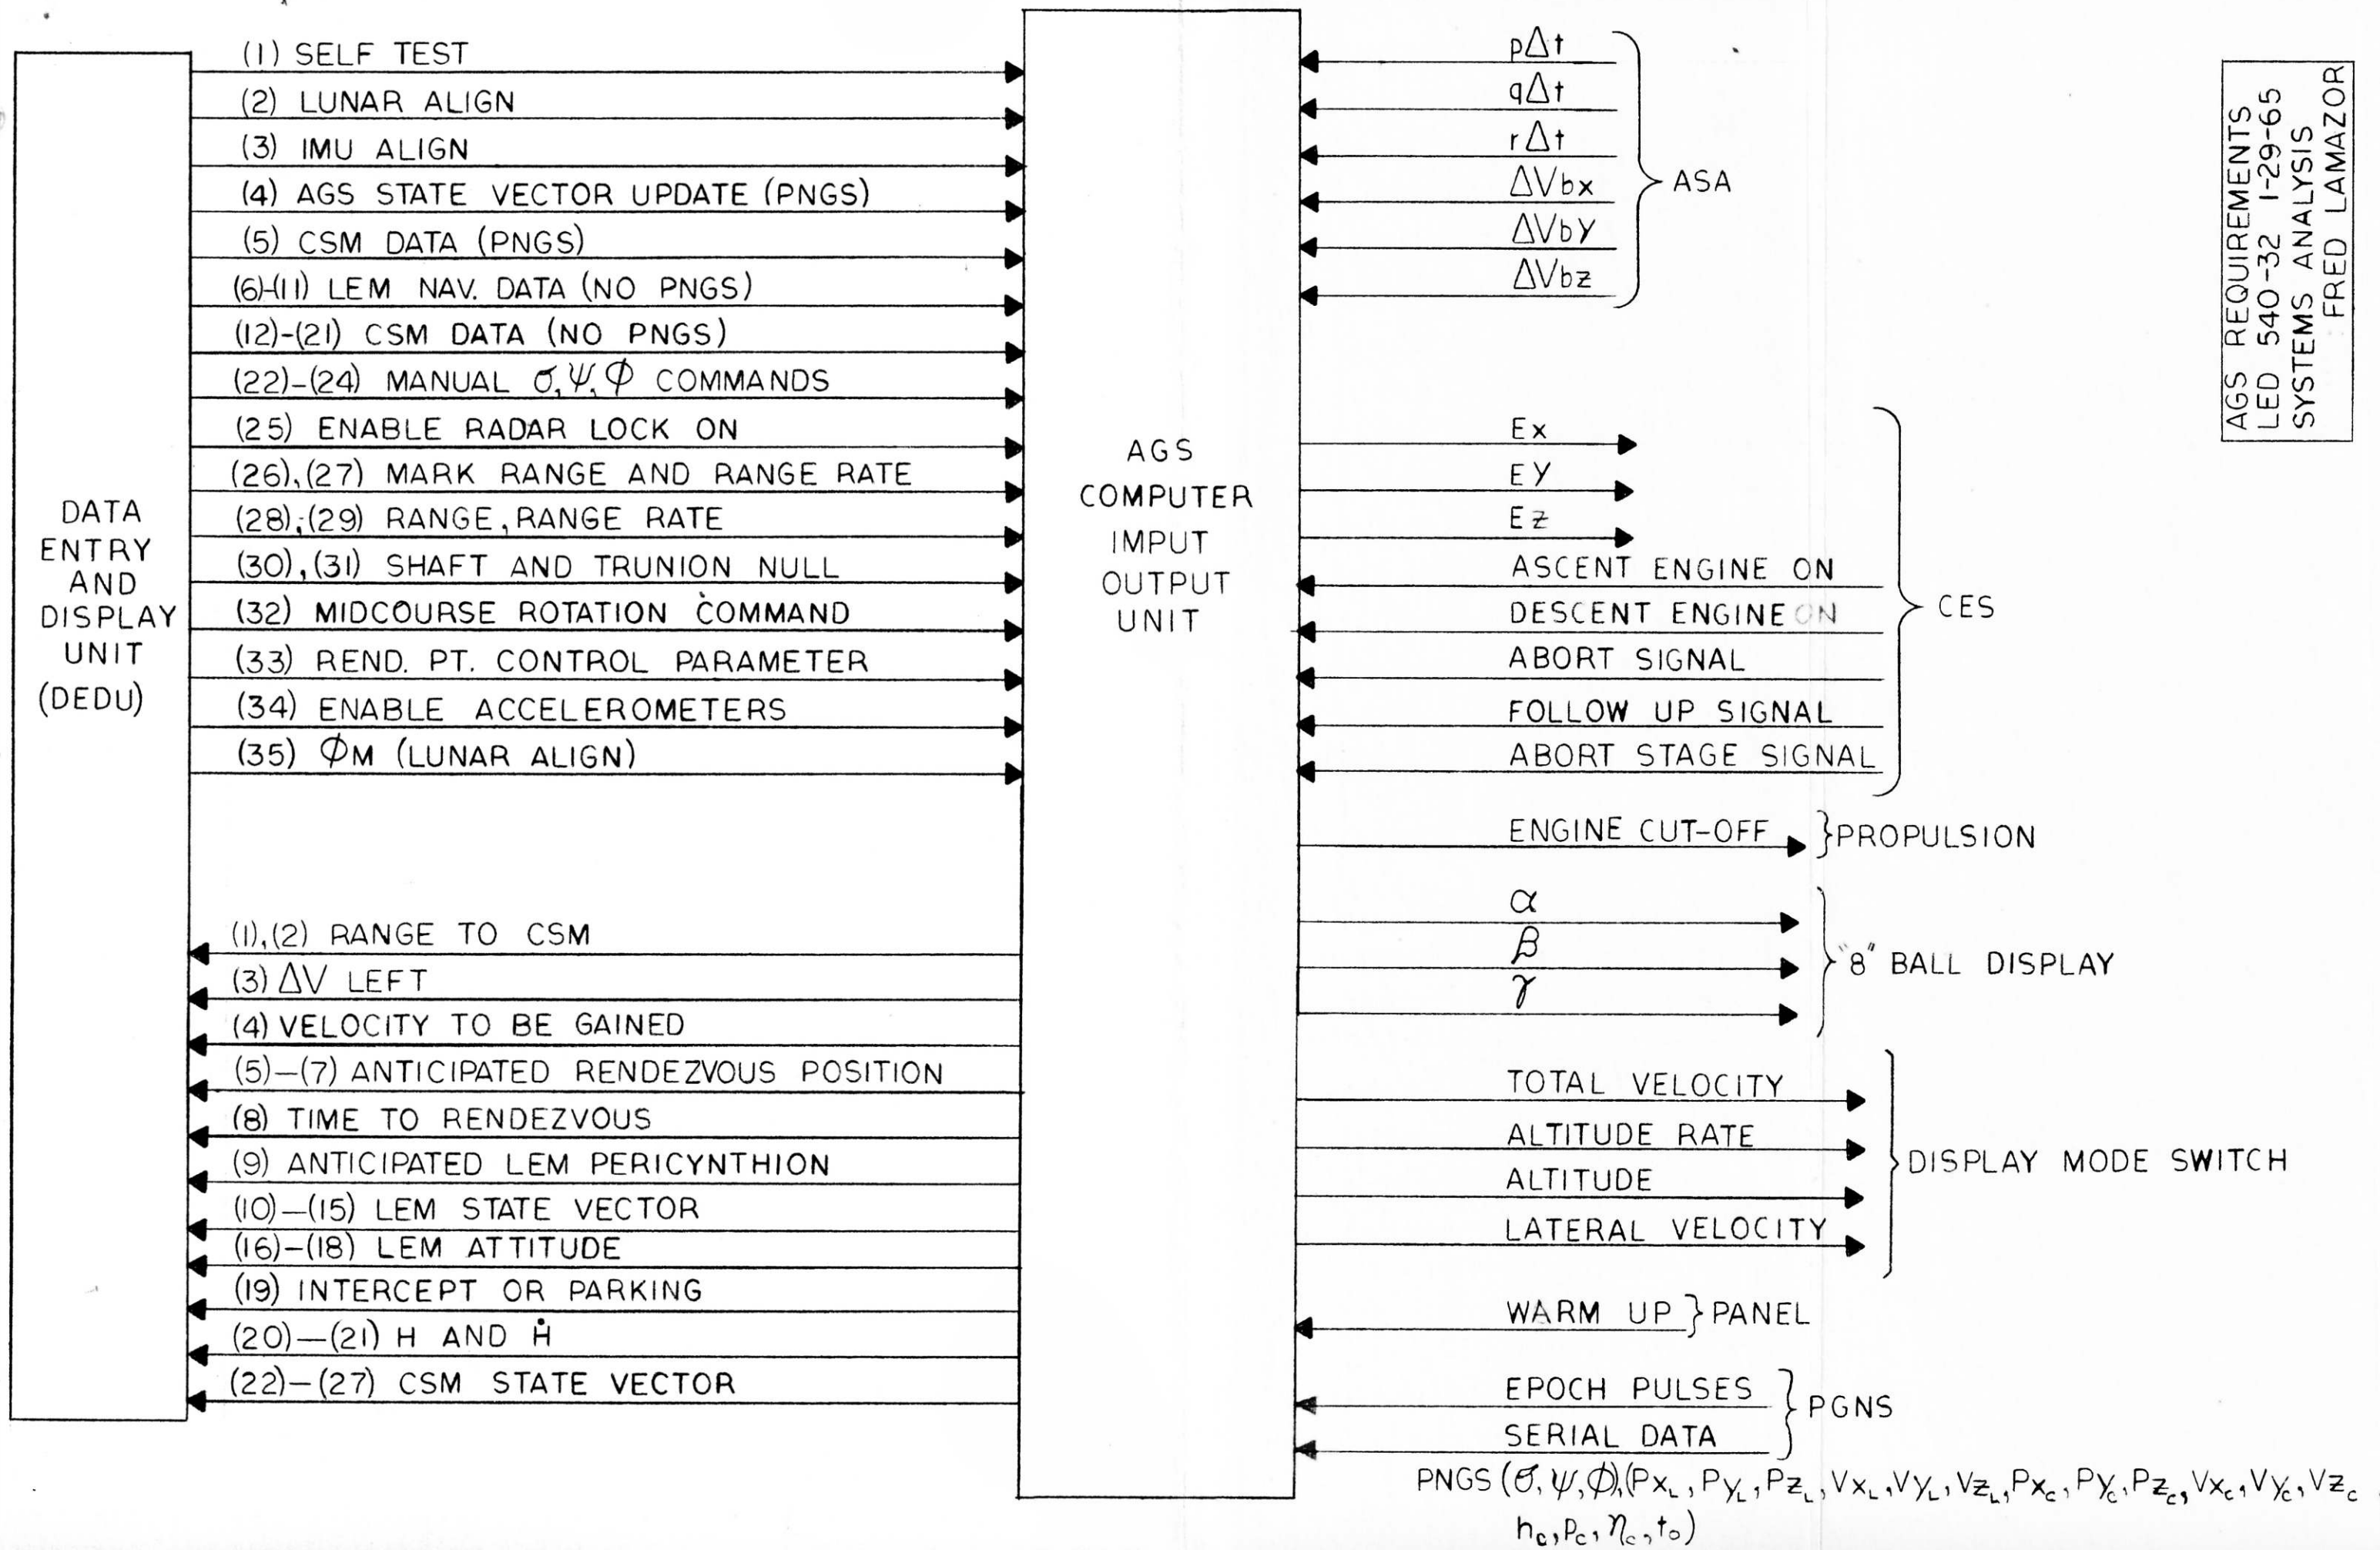 DATA
ENTRY
AND
DISPLAY
UNIT
(DEDU)
(1) SELF TEST
(2) LUNAR ALIGN
(3) IMU ALIGN
(4) AGS STATE VECTOR UPDATE (PNGS)
(5) CSM DATA (PNGS)
(6)-(11) LEM NAV. DATA (NO PNGS)
(12)-(21) CSM DATA (NO PNGS)
(22)-(24) MANUAL σ, Ψ, Φ COMMANDS
(25) ENABLE RADAR LOCK ON
(26),(27) MARK RANGE AND RANGE RATE
(28),(29) RANGE, RANGE RATE
(30),(31) SHAFT AND TRUNION NULL
(32) MIDCOURSE ROTATION COMMAND
(33) REND. PT. CONTROL PARAMETER
(34) ENABLE ACCELEROMETERS
(35) ΦM (LUNAR ALIGN)
(1),(2) RANGE TO CSM
(3) ΔV LEFT
(4) VELOCITY TO BE GAINED
(5)-(7) ANTICIPATED RENDEZVOUS POSITION
(8) TIME TO RENDEZVOUS
(9) ANTICIPATED LEM PERICYNTHION
(10)-(15) LEM STATE VECTOR
(16)-(18) LEM ATTITUDE
(19) INTERCEPT OR PARKING
(20)-(21) H AND Ḣ
(22)-(27) CSM STATE VECTOR
AGS
COMPUTER
IMPUT
OUTPUT
UNIT
pΔt
qΔt
rΔt
ΔVbx
ΔVby
ΔVbz
ASA
Ex
Ey
Ez
ASCENT ENGINE ON
DESCENT ENGINE ON
ABORT SIGNAL
FOLLOW UP SIGNAL
ABORT STAGE SIGNAL
CES
ENGINE CUT-OFF
PROPULSION
α
β
γ
"8" BALL DISPLAY
TOTAL VELOCITY
ALTITUDE RATE
ALTITUDE
LATERAL VELOCITY
DISPLAY MODE SWITCH
WARM UP
PANEL
EPOCH PULSES
SERIAL DATA
PGNS
PNGS (σ, ψ, Φ), (Px_L, Py_L, Pz_L, Vx_L, Vy_L, Vz_L, Px_c, Py_c, Pz_c, Vx_c, Vy_c, Vz_c
h_c, p_c, η_c, t_o)
AGS REQUIREMENTS
LED 540-32 1-29-65
SYSTEMS ANALYSIS
FRED LAMAZOR